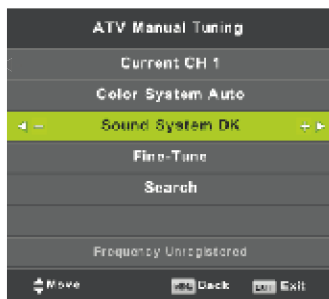 ATV Manual Tuning
Current CH 1
Color System Auto
Sound System DK
Fine-Tune
Search
Frequency Unregistered
Move Back EXIT Exit